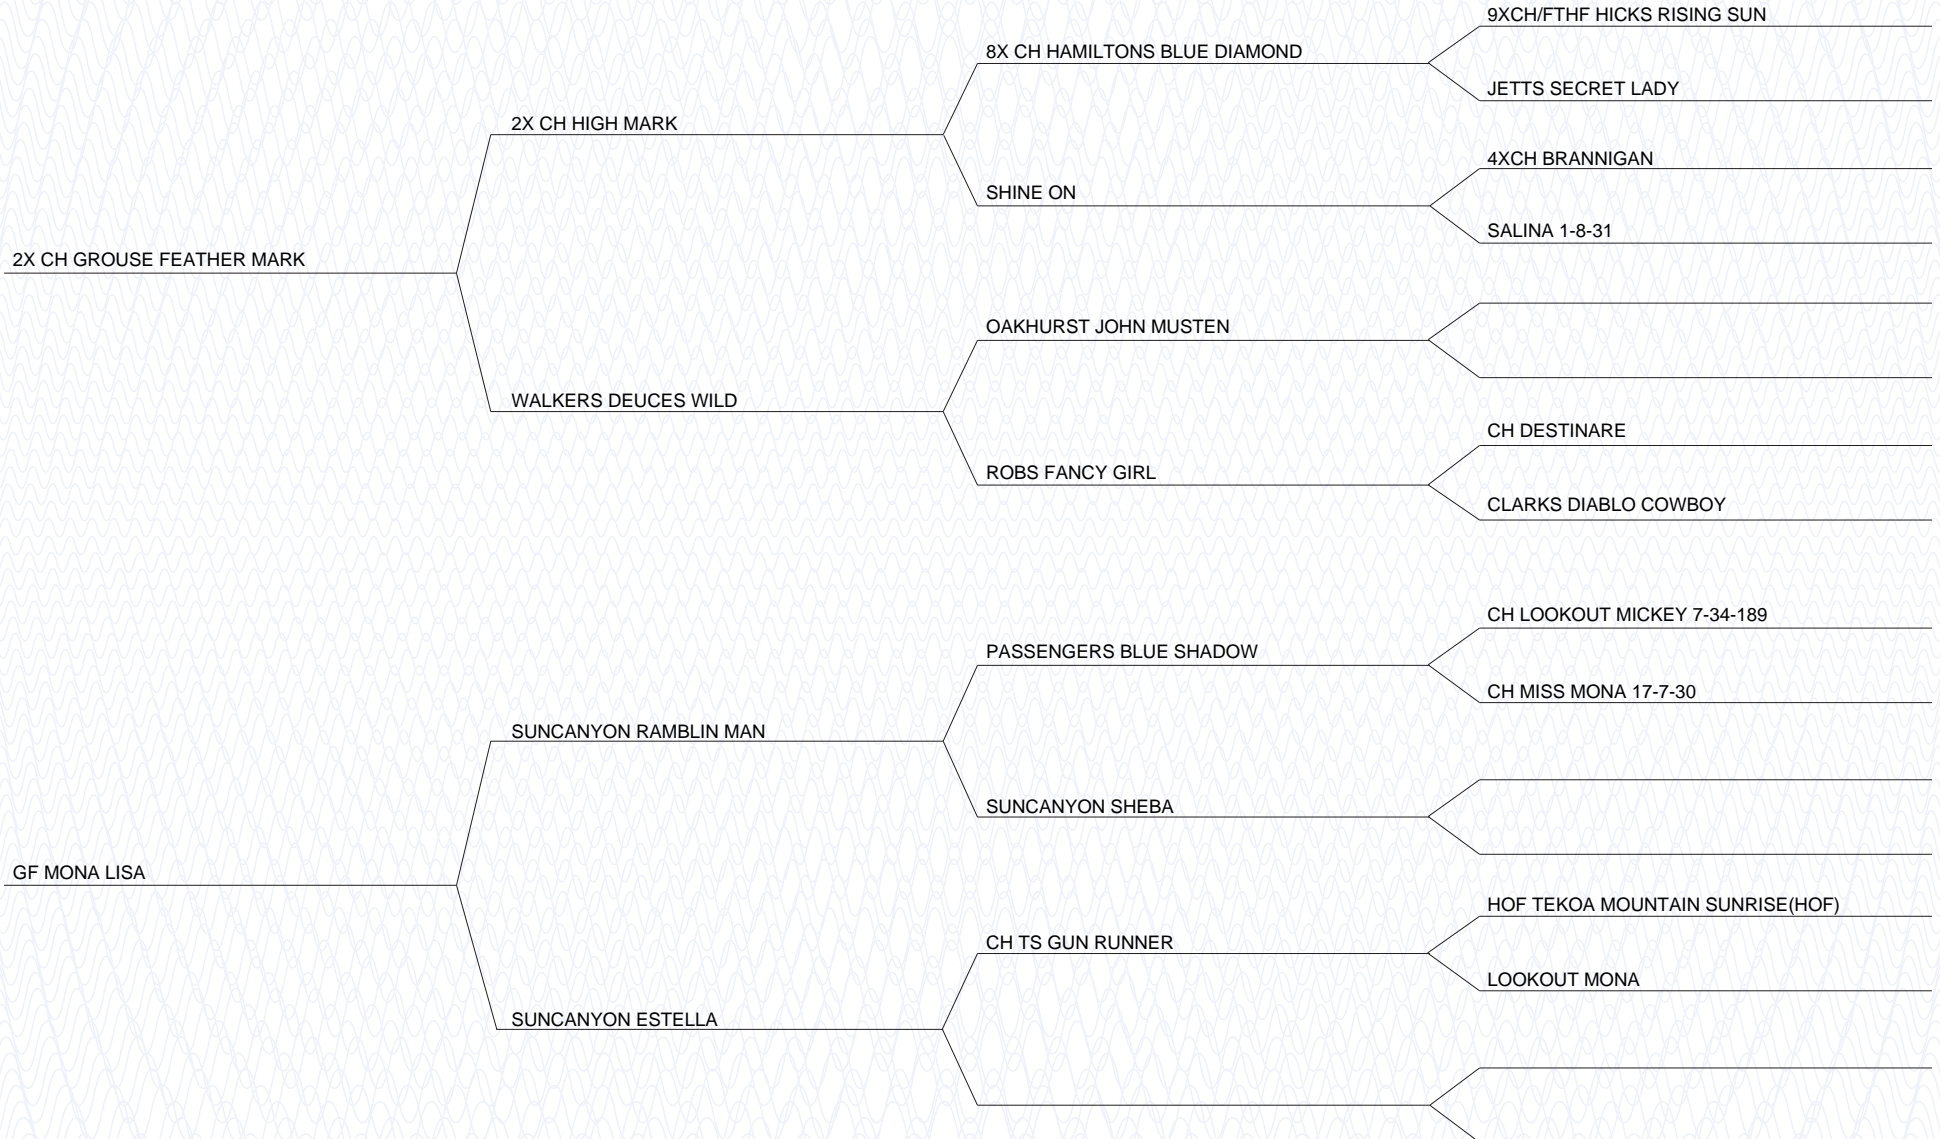 2X CH GROUSE FEATHER MARK
2X CH HIGH MARK
8X CH HAMILTONS BLUE DIAMOND
9XCH/FTHF HICKS RISING SUN
JETTS SECRET LADY
SHINE ON
4XCH BRANNIGAN
SALINA 1-8-31
WALKERS DEUCES WILD
OAKHURST JOHN MUSTEN
ROBS FANCY GIRL
CH DESTINARE
CLARKS DIABLO COWBOY
GF MONA LISA
SUNCANYON RAMBLIN MAN
PASSENGERS BLUE SHADOW
CH LOOKOUT MICKEY 7-34-189
CH MISS MONA 17-7-30
SUNCANYON SHEBA
SUNCANYON ESTELLA
CH TS GUN RUNNER
HOF TEKOA MOUNTAIN SUNRISE(HOF)
LOOKOUT MONA